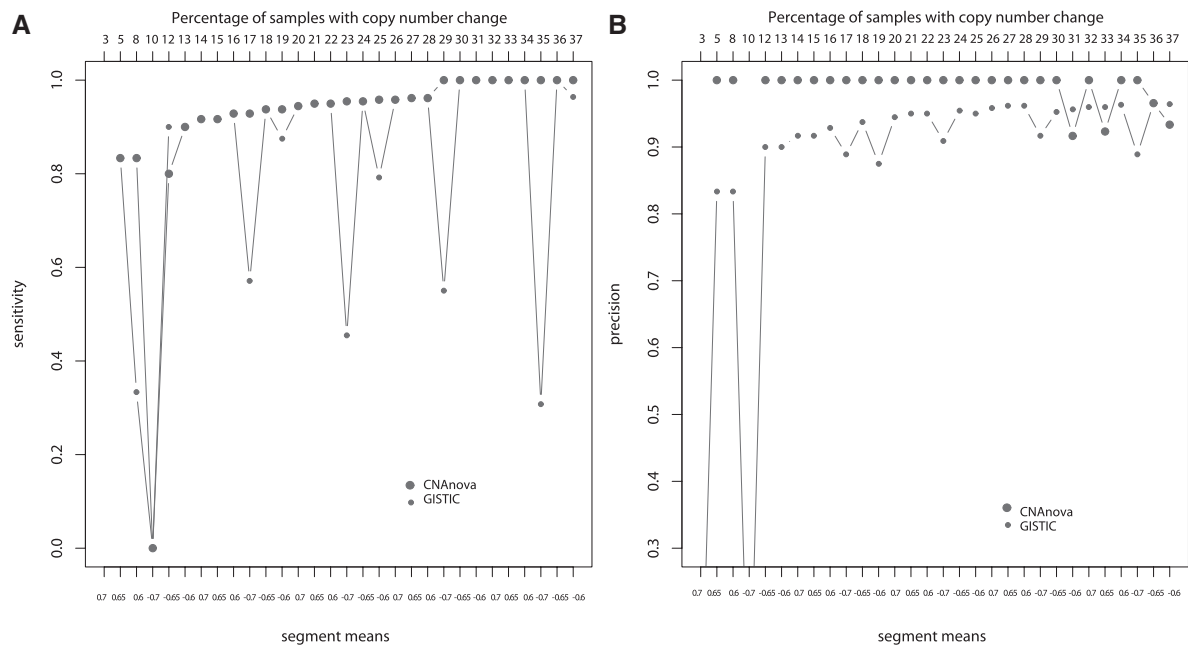 A
Percentage of samples with copy number change
3 5 8 10 12 13 14 15 16 17 18 19 20 21 22 23 24 25 26 27 28 29 30 31 32 33 34 35 36 37
1.0
0.8
0.6
0.4
0.2
0.0
sensitivity
CNAnova
GISTIC
0.7 0.65 0.6 -0.7 -0.65 -0.6 0.7 0.65 0.6 -0.7 -0.65 -0.6 0.7 0.65 0.6 -0.7 -0.65 -0.6 0.7 0.65 0.6 -0.7 -0.65 -0.6 0.7 0.65 0.6 -0.7 -0.65 -0.6
segment means
B
Percentage of samples with copy number change
3 5 8 10 12 13 14 15 16 17 18 19 20 21 22 23 24 25 26 27 28 29 30 31 32 33 34 35 36 37
1.0
0.9
0.8
0.7
0.6
0.5
0.4
0.3
precision
CNAnova
GISTIC
0.7 0.65 0.6 -0.7 -0.65 -0.6 0.7 0.65 0.6 -0.7 -0.65 -0.6 0.7 0.65 0.6 -0.7 -0.65 -0.6 0.7 0.65 0.6 -0.7 -0.65 -0.6 0.7 0.65 0.6 -0.7 -0.65 -0.6
segment means